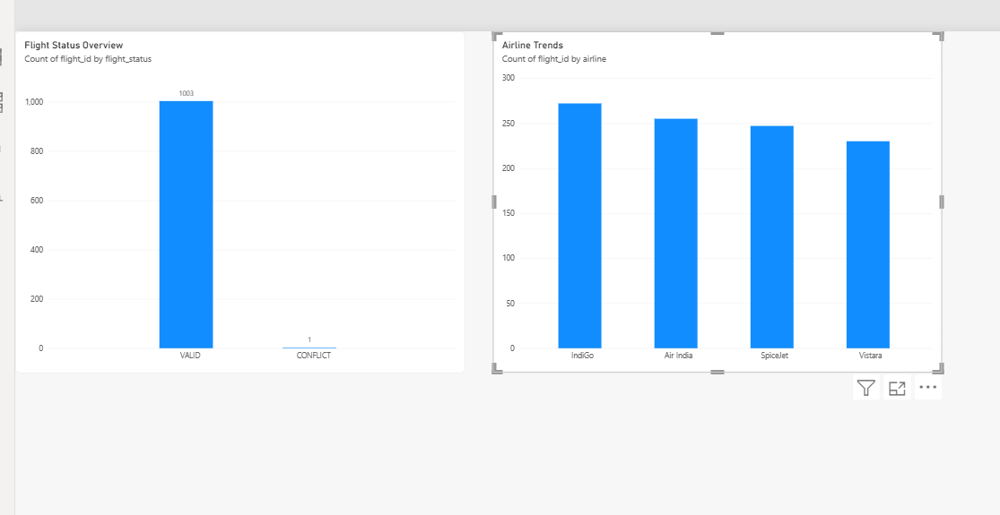 Flight Status Overview
Count of flight_id by flight_status
1003
1,000
800
600
400
200
0
1
VALID
CONFLICT
Airline Trends
Count of flight_id by airline
300
250
200
150
100
50
0
IndiGo
Air India
SpiceJet
Vistara